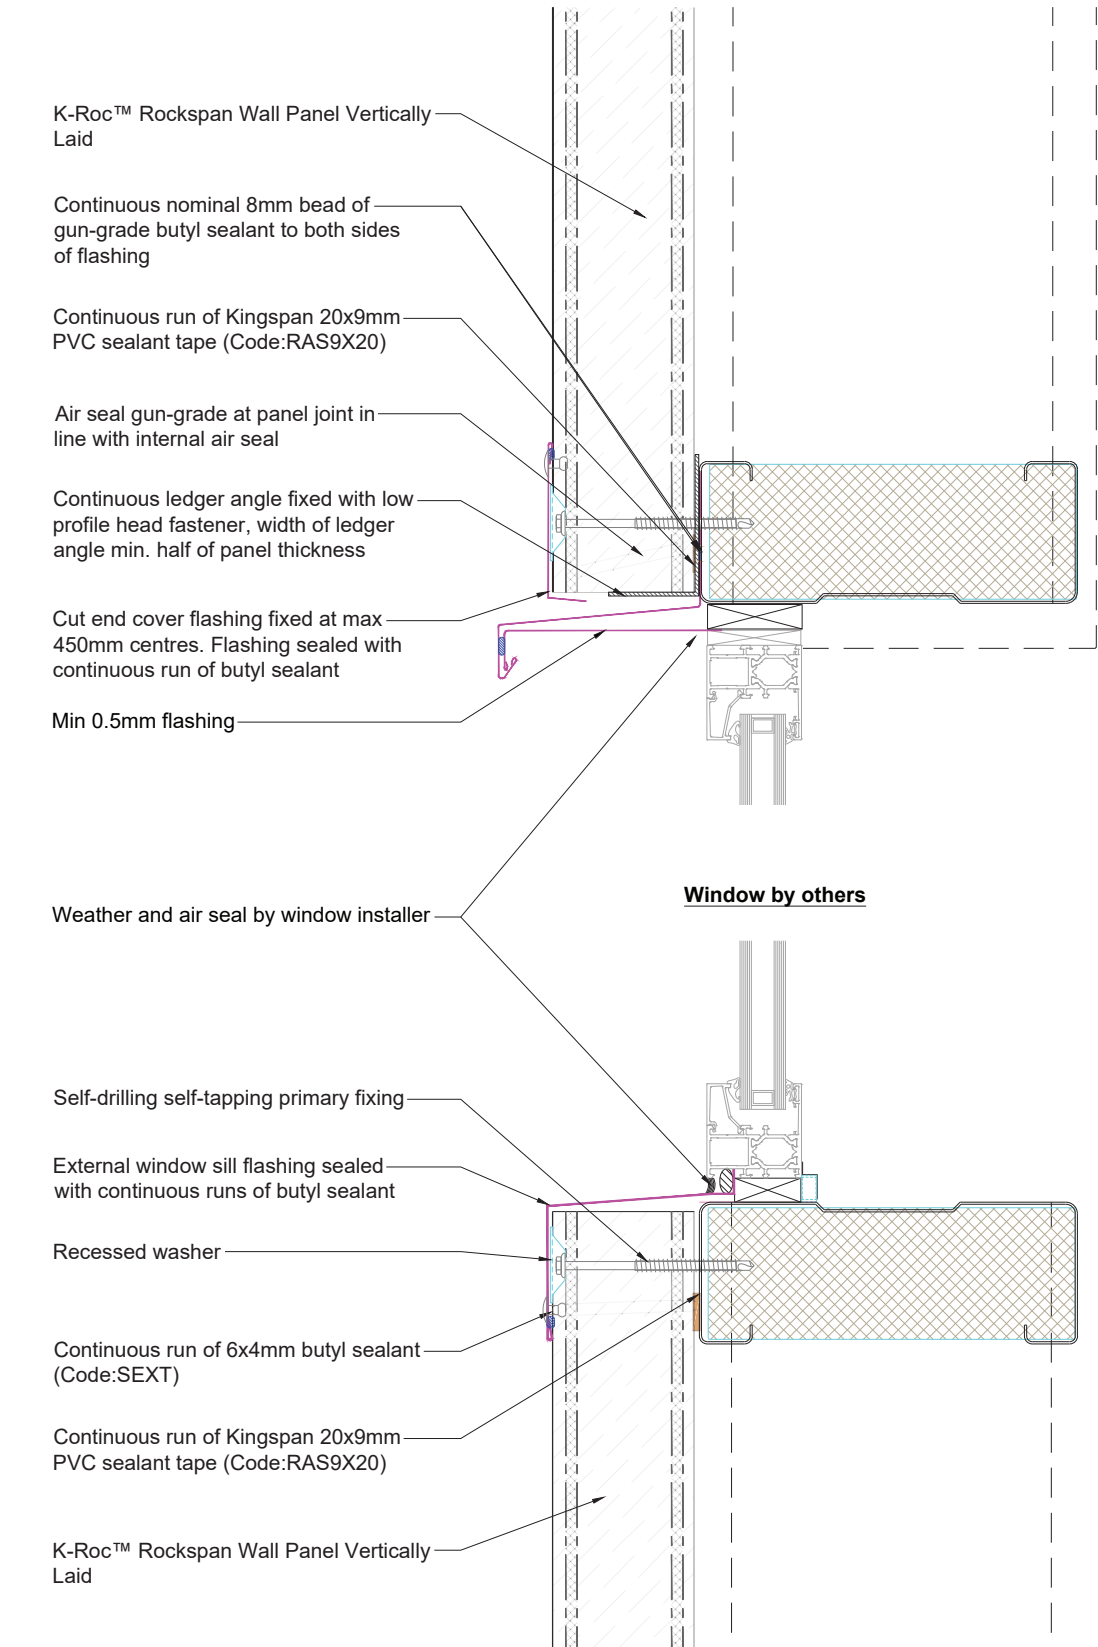 K-Roc™ Rockspan Wall Panel Vertically
Laid
Continuous nominal 8mm bead of
gun-grade butyl sealant to both sides
of flashing
Continuous run of Kingspan 20x9mm
PVC sealant tape (Code:RAS9X20)
Air seal gun-grade at panel joint in
line with internal air seal
Continuous ledger angle fixed with low
profile head fastener, width of ledger
angle min. half of panel thickness
Cut end cover flashing fixed at max
450mm centres. Flashing sealed with
continuous run of butyl sealant
Min 0.5mm flashing
Window by others
Weather and air seal by window installer
Self-drilling self-tapping primary fixing
External window sill flashing sealed
with continuous runs of butyl sealant
Recessed washer
Continuous run of 6x4mm butyl sealant
(Code:SEXT)
Continuous run of Kingspan 20x9mm
PVC sealant tape (Code:RAS9X20)
K-Roc™ Rockspan Wall Panel Vertically
Laid